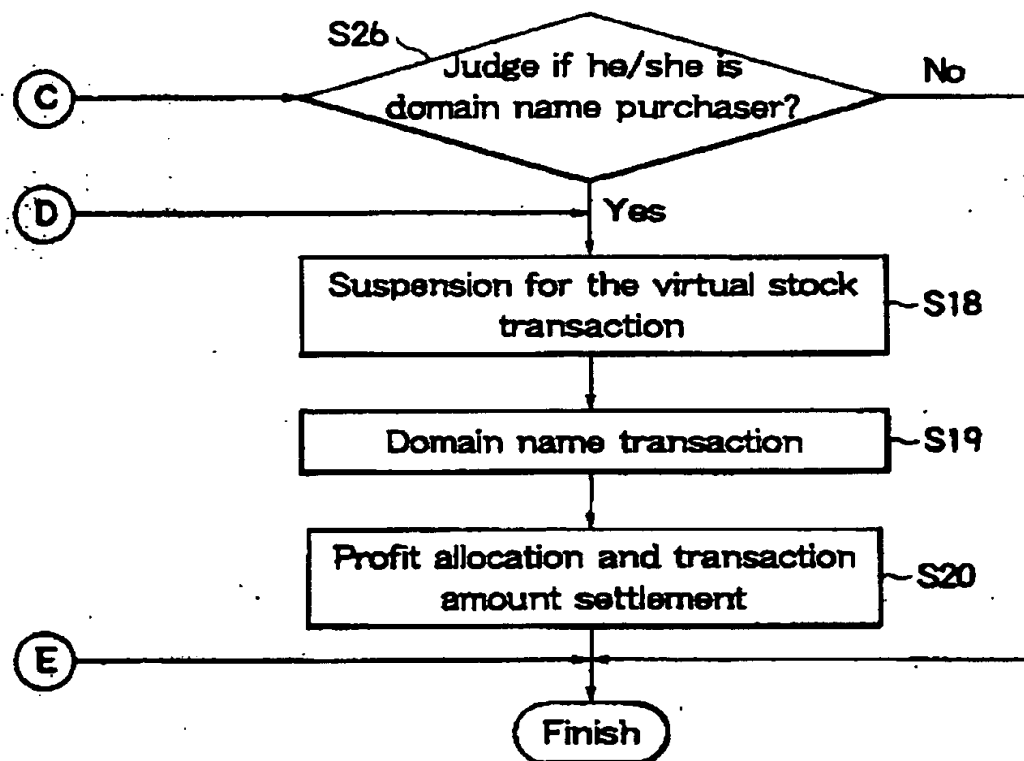 S26
Judge if he/she is
domain name purchaser?
No
C
D
Yes
Suspension for the virtual stock
transaction
S18
Domain name transaction
S19
Profit allocation and transaction
amount settlement
S20
E
Finish